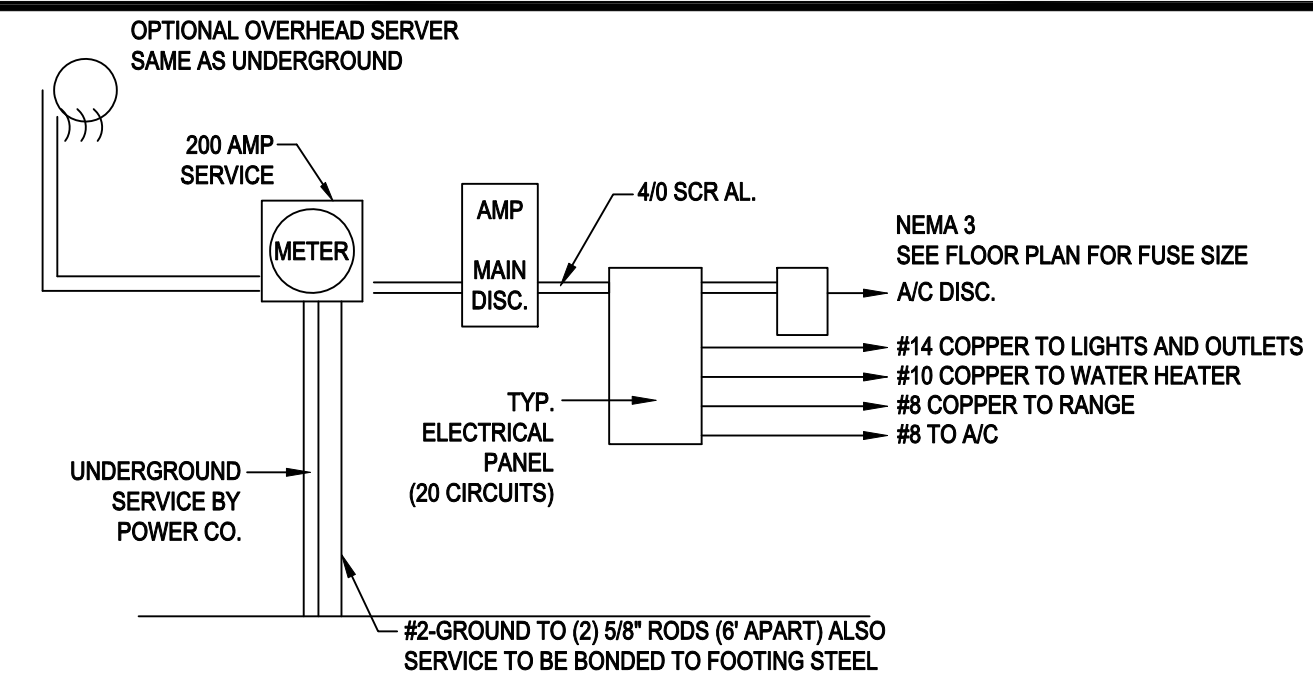 OPTIONAL OVERHEAD SERVER
SAME AS UNDERGROUND
200 AMP
SERVICE
METER
AMP
MAIN
DISC.
4/0 SCR AL.
NEMA 3
SEE FLOOR PLAN FOR FUSE SIZE
A/C DISC.
#14 COPPER TO LIGHTS AND OUTLETS
#10 COPPER TO WATER HEATER
#8 COPPER TO RANGE
#8 TO A/C
TYP.
ELECTRICAL
PANEL
(20 CIRCUITS)
UNDERGROUND
SERVICE BY
POWER CO.
#2-GROUND TO (2) 5/8" RODS (6' APART) ALSO
SERVICE TO BE BONDED TO FOOTING STEEL